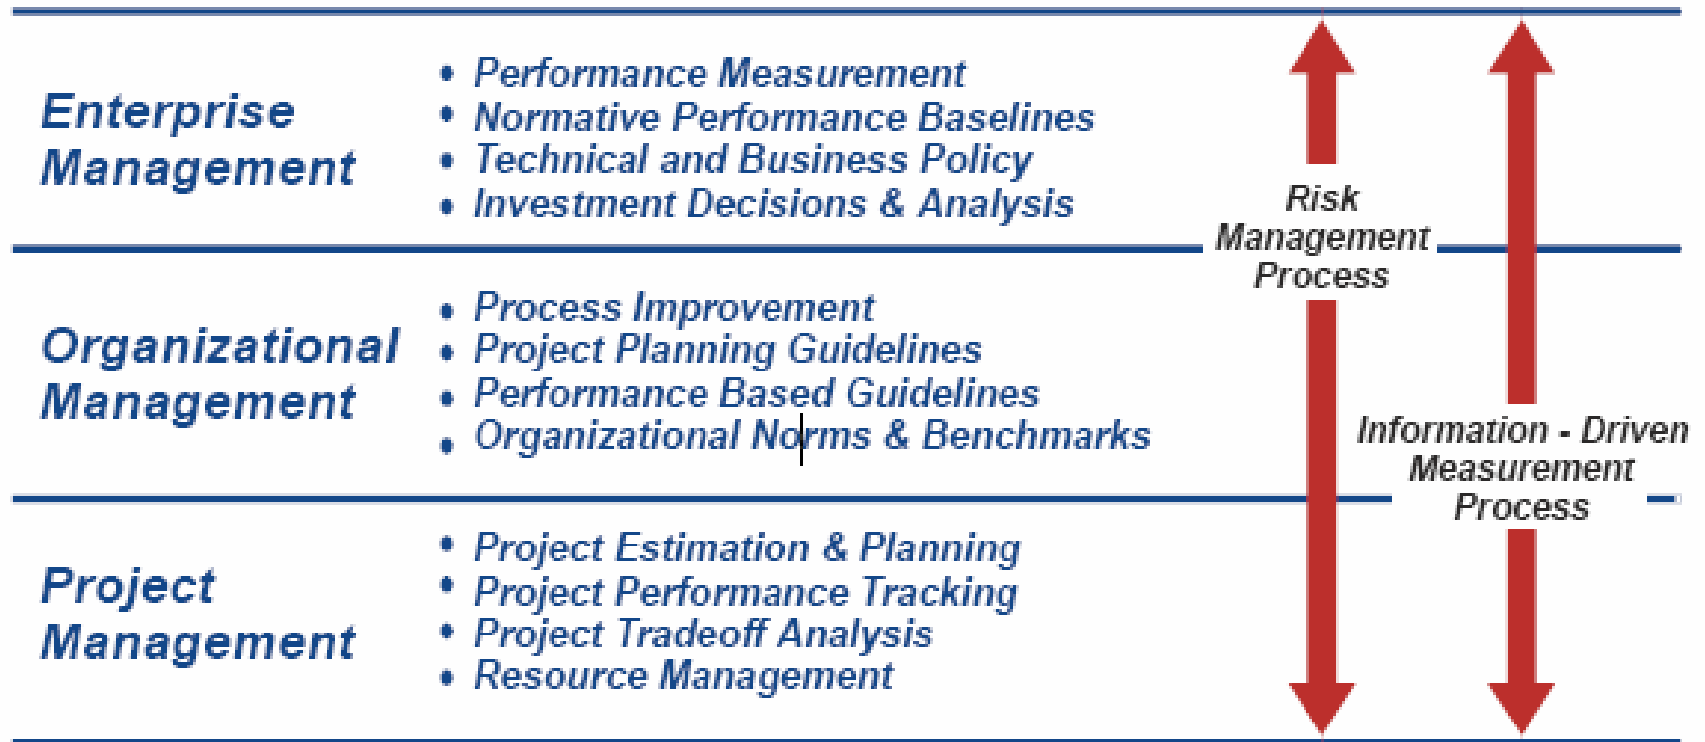 Enterprise
Management
• Performance Measurement
• Normative Performance Baselines
• Technical and Business Policy
• Investment Decisions & Analysis
Organizational
Management
• Process Improvement
• Project Planning Guidelines
• Performance Based Guidelines
• Organizational Norms & Benchmarks
Project
Management
• Project Estimation & Planning
• Project Performance Tracking
• Project Tradeoff Analysis
• Resource Management
Risk
Management
Process
Information - Driven
Measurement
Process